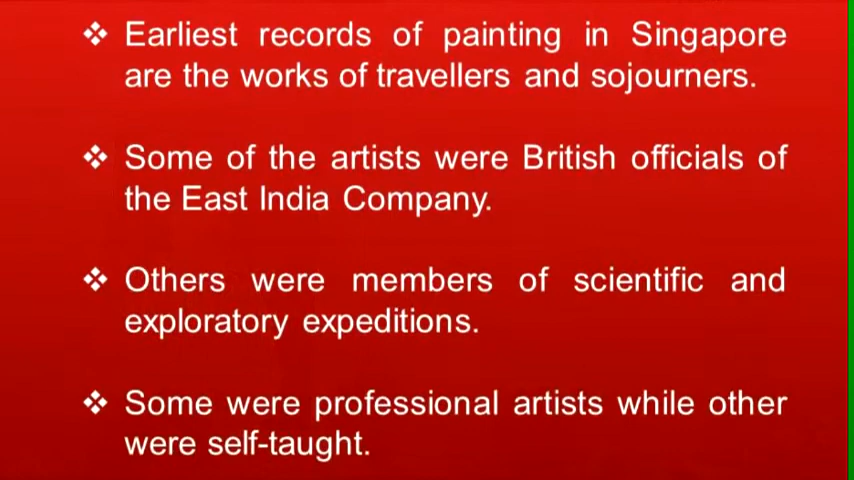 ❖ Earliest records of painting in Singapore
are the works of travellers and sojourners.
❖ Some of the artists were British officials of
the East India Company.
❖ Others were members of scientific and
exploratory expeditions.
❖ Some were professional artists while other
were self-taught.